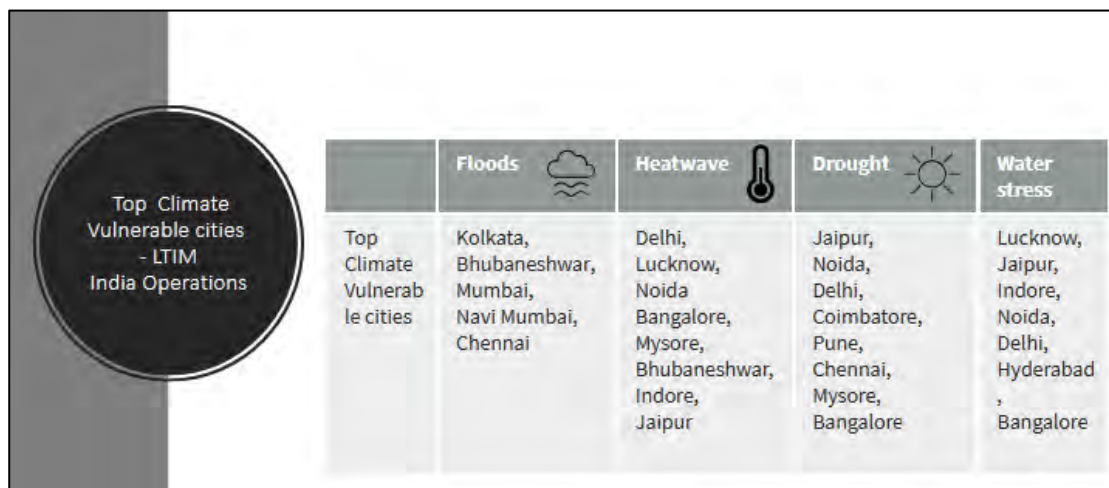 Top Climate
Vulnerable cities
- LTIM
India Operations
Floods
Heatwave
Drought
Water
stress
Top
Climate
Vulnerab
le cities
Kolkata,
Bhubaneshwar,
Mumbai,
Navi Mumbai,
Chennai
Delhi,
Lucknow,
Noida
Bangalore,
Mysore,
Bhubaneshwar,
Indore,
Jaipur
Jaipur,
Noida,
Delhi,
Coimbatore,
Pune,
Chennai,
Mysore,
Bangalore
Lucknow,
Jaipur,
Indore,
Noida,
Delhi,
Hyderabad
,
Bangalore